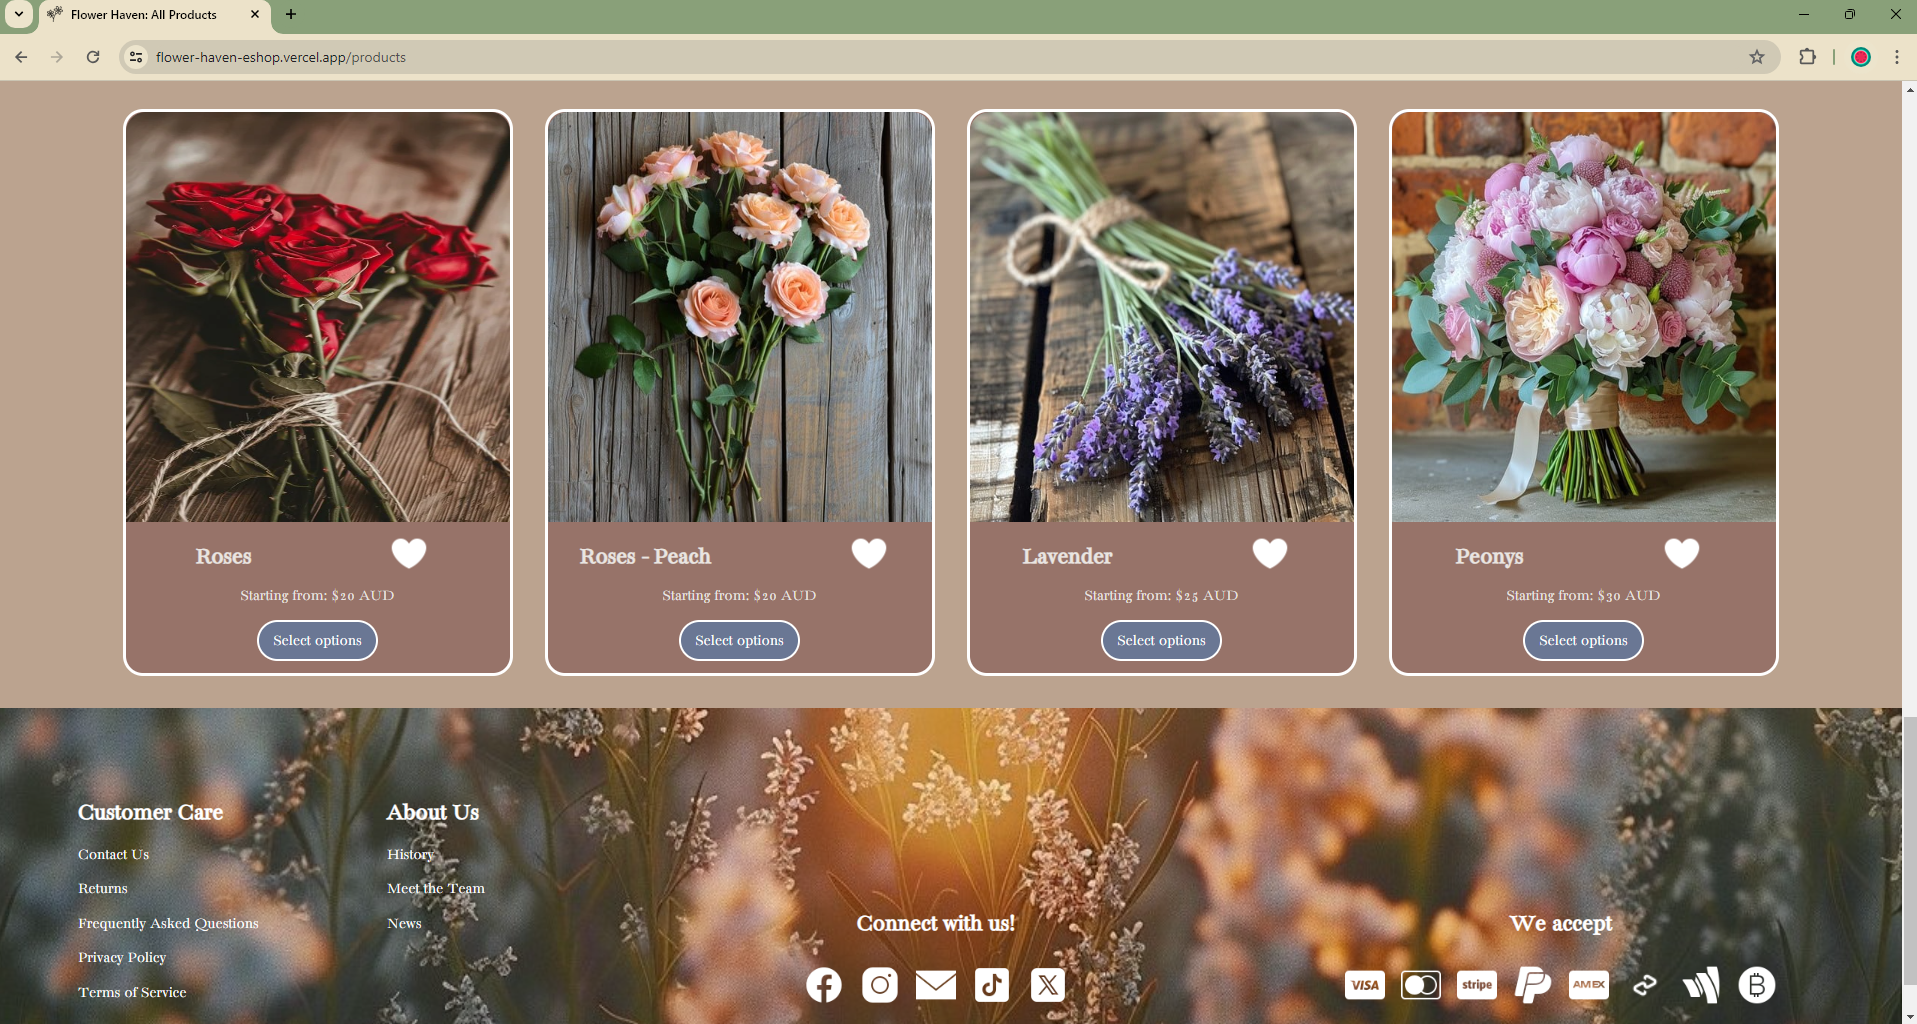 Flower Haven: All Products
flower-haven-eshop.vercel.app/products
Roses
Starting from: $20 AUD
Select options
Roses - Peach
Starting from: $20 AUD
Select options
Lavender
Starting from: $25 AUD
Select options
Peonys
Starting from: $30 AUD
Select options
Customer Care
Contact Us
Returns
Frequently Asked Questions
Privacy Policy
Terms of Service
About Us
History
Meet the Team
News
Connect with us!
We accept
VISA
stripe
AMEX